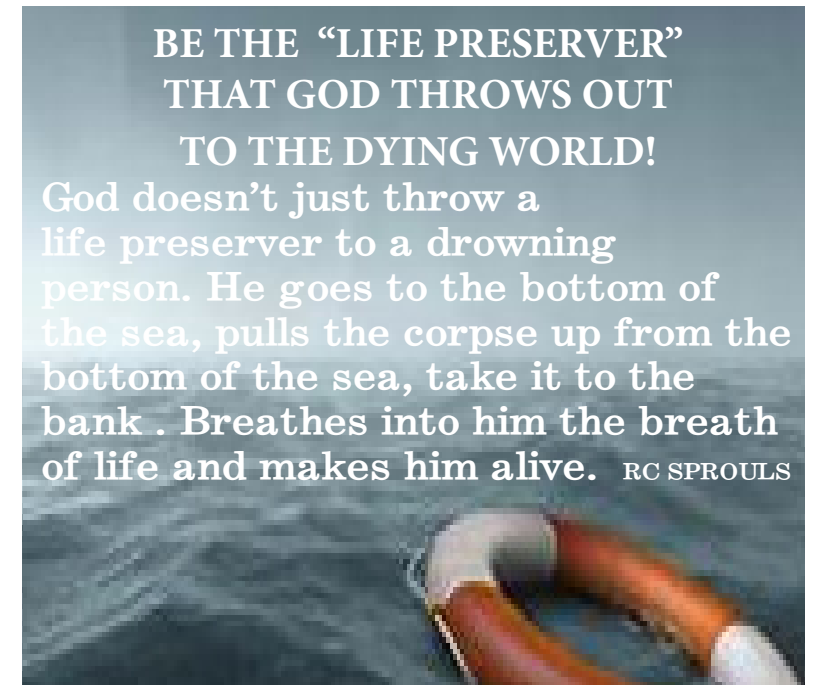 BE THE “LIFE PRESERVER”
THAT GOD THROWS OUT
TO THE DYING WORLD!
God doesn’t just throw a
life preserver to a drowning
person. He goes to the bottom of
the sea, pulls the corpse up from the
bottom of the sea, take it to the
bank . Breathes into him the breath
of life and makes him alive. RC SPROULS